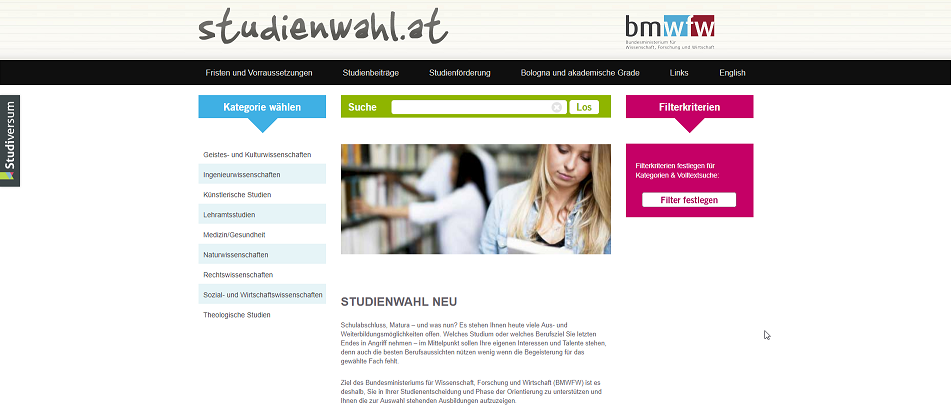 studienwahl.at
bmwfw
Bundesministerium für
Wissenschaft, Forschung und Wirtschaft
Fristen und Vorraussetzungen
Studienbeiträge
Studienförderung
Bologna und akademische Grade
Links
English
Studiversum
Kategorie wählen
Geistes- und Kulturwissenschaften
Ingenieurwissenschaften
Künstlerische Studien
Lehramtsstudien
Medizin/Gesundheit
Naturwissenschaften
Rechtswissenschaften
Sozial- und Wirtschaftswissenschaften
Theologische Studien
Suche
Los
STUDIENWAHL NEU
Schulabschluss, Matura – und was nun? Es stehen Ihnen heute viele Aus- und
Weiterbildungsmöglichkeiten offen. Welches Studium oder welches Berufsziel Sie letzten
Endes in Angriff nehmen – im Mittelpunkt sollen Ihre eigenen Interessen und Talente stehen,
denn auch die besten Berufsaussichten nützen wenig wenn die Begeisterung für das
gewählte Fach fehlt.
Ziel des Bundesministeriums für Wissenschaft, Forschung und Wirtschaft (BMWFW) ist es
deshalb, Sie in Ihrer Studienentscheidung und Phase der Orientierung zu unterstützen und
Ihnen die zur Auswahl stehenden Ausbildungen aufzuzeigen.
Filterkriterien
Filterkriterien festlegen für
Kategorien & Volltextsuche:
Filter festlegen